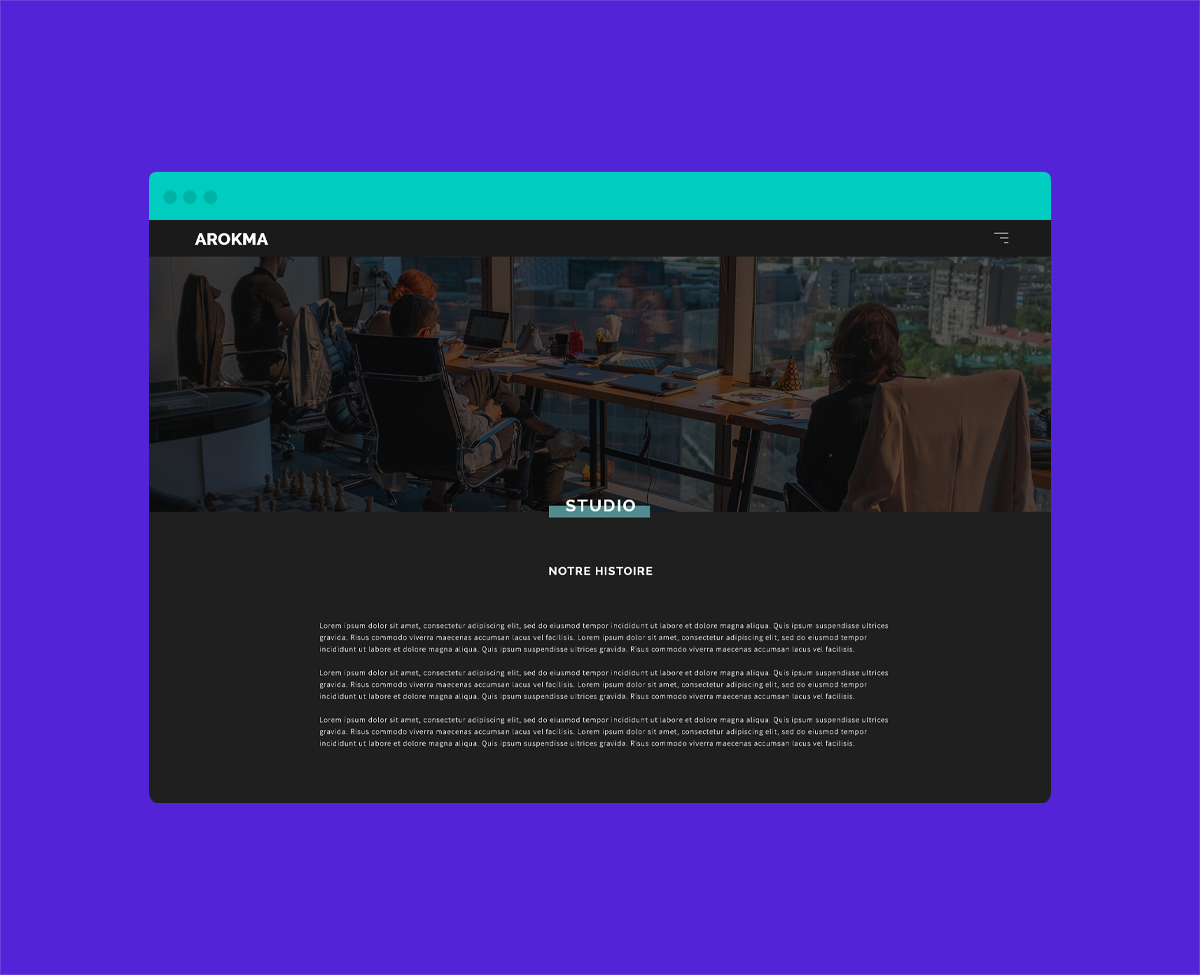 AROKMA
STUDIO
NOTRE HISTOIRE
Lorem ipsum dolor sit amet, consectetur adipiscing elit, sed do eiusmod tempor incididunt ut labore et dolore magna aliqua. Quis ipsum suspendisse ultrices
gravida. Risus commodo viverra maecenas accumsan lacus vel facilisis. Lorem ipsum dolor sit amet, consectetur adipiscing elit, sed do eiusmod tempor
incididunt ut labore et dolore magna aliqua. Quis ipsum suspendisse ultrices gravida. Risus commodo viverra maecenas accumsan lacus vel facilisis.
Lorem ipsum dolor sit amet, consectetur adipiscing elit, sed do eiusmod tempor incididunt ut labore et dolore magna aliqua. Quis ipsum suspendisse ultrices
gravida. Risus commodo viverra maecenas accumsan lacus vel facilisis. Lorem ipsum dolor sit amet, consectetur adipiscing elit, sed do eiusmod tempor
incididunt ut labore et dolore magna aliqua. Quis ipsum suspendisse ultrices gravida. Risus commodo viverra maecenas accumsan lacus vel facilisis.
Lorem ipsum dolor sit amet, consectetur adipiscing elit, sed do eiusmod tempor incididunt ut labore et dolore magna aliqua. Quis ipsum suspendisse ultrices
gravida. Risus commodo viverra maecenas accumsan lacus vel facilisis. Lorem ipsum dolor sit amet, consectetur adipiscing elit, sed do eiusmod tempor
incididunt ut labore et dolore magna aliqua. Quis ipsum suspendisse ultrices gravida. Risus commodo viverra maecenas accumsan lacus vel facilisis.